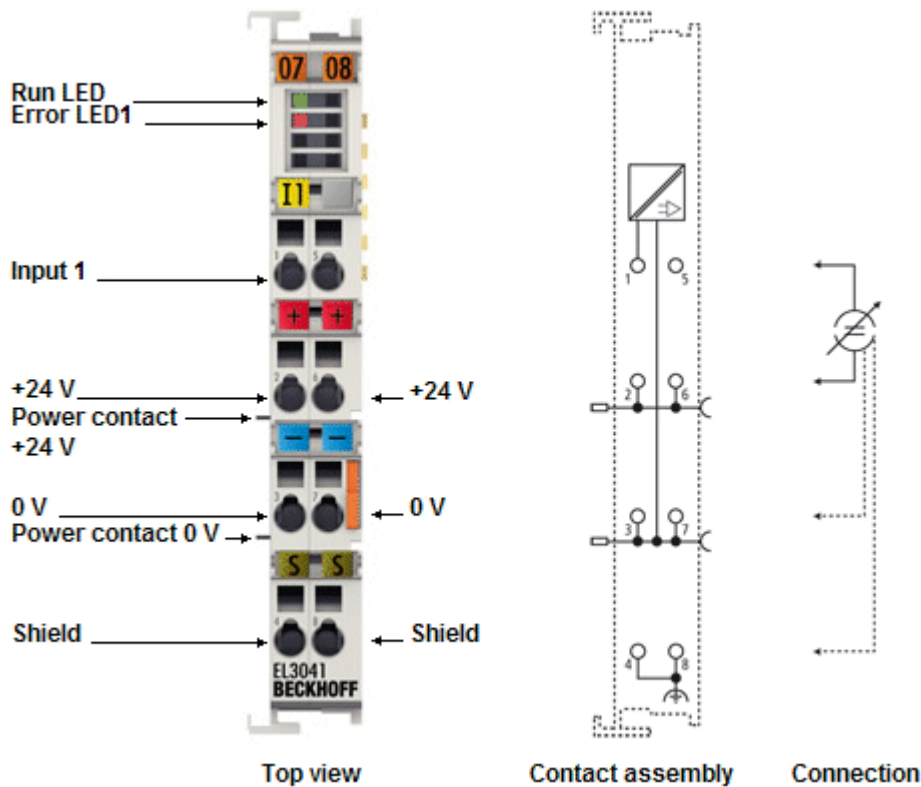 07 08
Run LED
Error LED1
I1
1 5
Input 1
1 5
+ +
+24 V
2 6
+24 V
2 6
Power contact
+24 V
- -
0 V
3 7
0 V
3 7
Power contact 0 V
S S
Shield
4 8
Shield
4 8
EL3041
BECKHOFF
Top view
Contact assembly
Connection